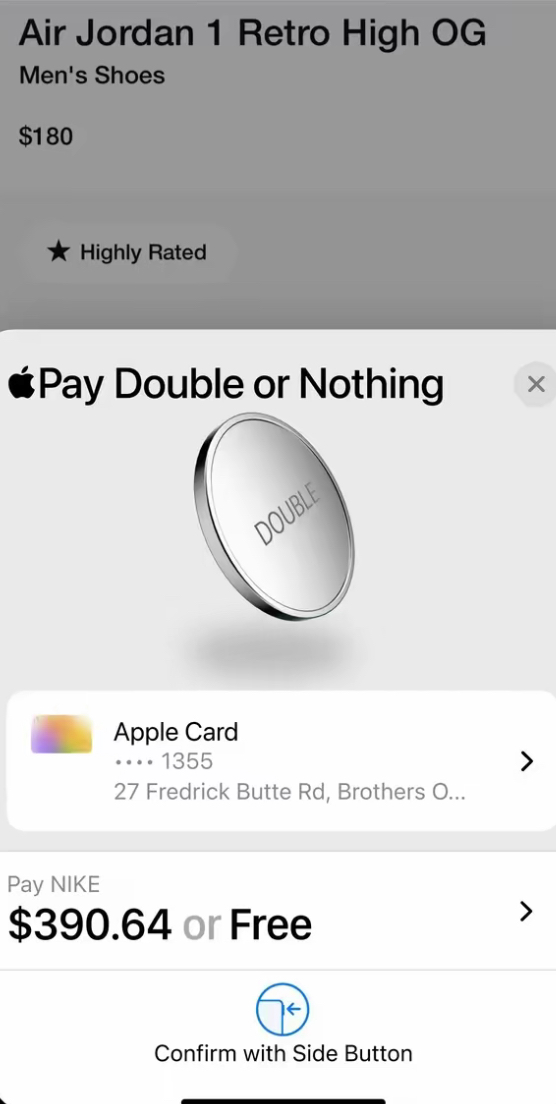 Air Jordan 1 Retro High OG
Men's Shoes
$180
★ Highly Rated
Pay Double or Nothing
DOUBLE
Apple Card
•••• 1355
27 Fredrick Butte Rd, Brothers O...
Pay NIKE
$390.64 or Free
Confirm with Side Button